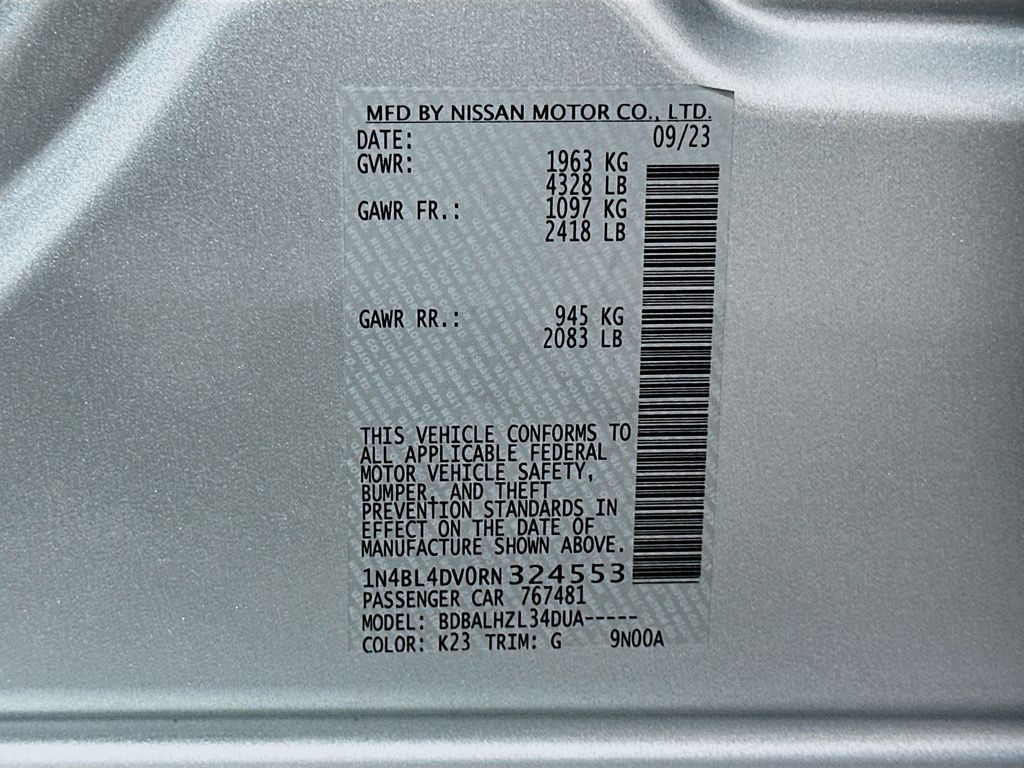 MFD BY NISSAN MOTOR CO., LTD.
DATE: 09/23
GVWR: 1963 KG
4328 LB
GAWR FR.: 1097 KG
2418 LB
GAWR RR.: 945 KG
2083 LB
THIS VEHICLE CONFORMS TO
ALL APPLICABLE FEDERAL
MOTOR VEHICLE SAFETY,
BUMPER, AND THEFT
PREVENTION STANDARDS IN
EFFECT ON THE DATE OF
MANUFACTURE SHOWN ABOVE.
1N4BL4DV0RN324553
PASSENGER CAR 767481
MODEL: BDBALHZL34DUA-----
COLOR: K23 TRIM: G 9N00A